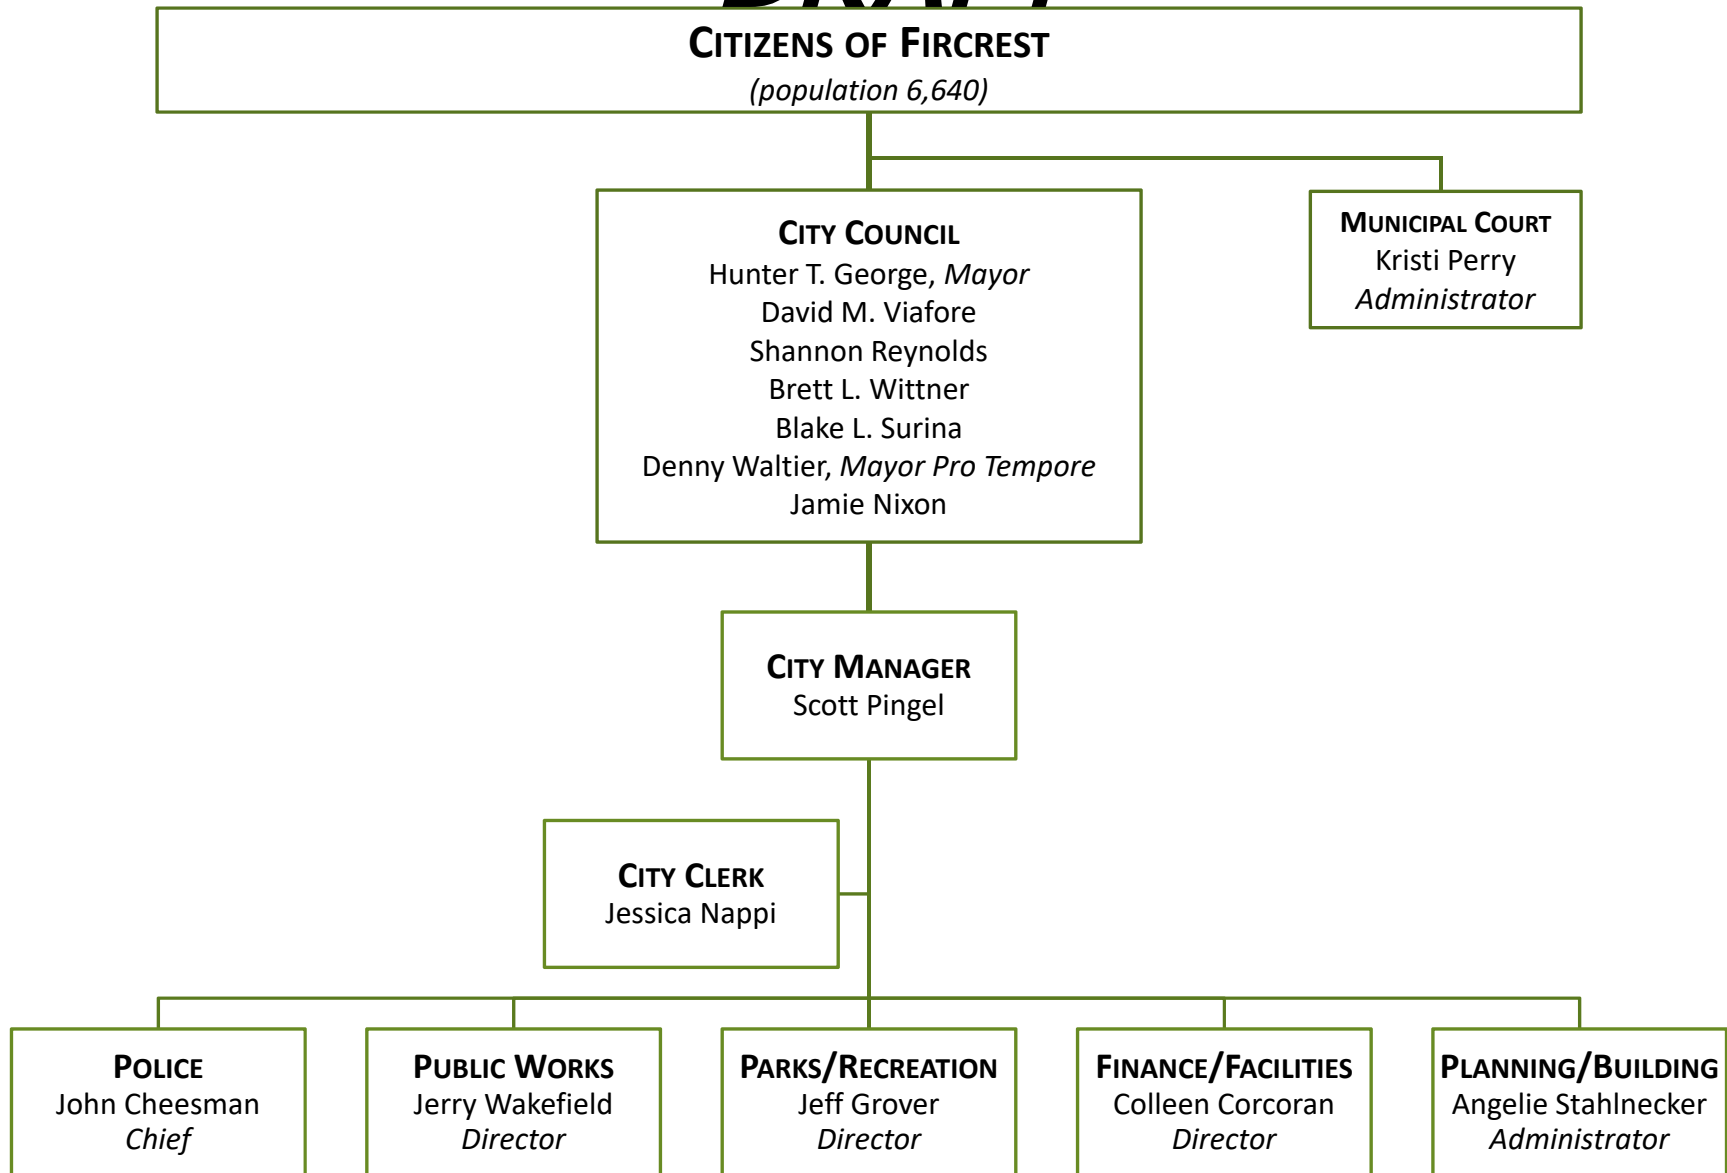 DRAFT
CITIZENS OF FIRCREST
(population 6,640)
CITY COUNCIL
Hunter T. George, Mayor
David M. Viafore
Shannon Reynolds
Brett L. Wittner
Blake L. Surina
Denny Waltier, Mayor Pro Tempore
Jamie Nixon
MUNICIPAL COURT
Kristi Perry
Administrator
CITY MANAGER
Scott Pingel
CITY CLERK
Jessica Nappi
POLICE
John Cheesman
Chief
PUBLIC WORKS
Jerry Wakefield
Director
PARKS/RECREATION
Jeff Grover
Director
FINANCE/FACILITIES
Colleen Corcoran
Director
PLANNING/BUILDING
Angelie Stahlnecker
Administrator